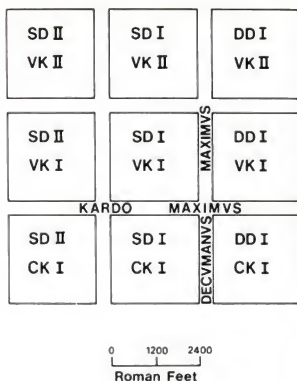 SD II SD I DD I
VK II VK II VK II
SD II SD I DD I
VK I VK I VK I
KARDO MAXIMVS
DECVMANVS MAXIMVS
SD II SD I DD I
CK I CK I CK I
0 1200 2400
Roman Feet